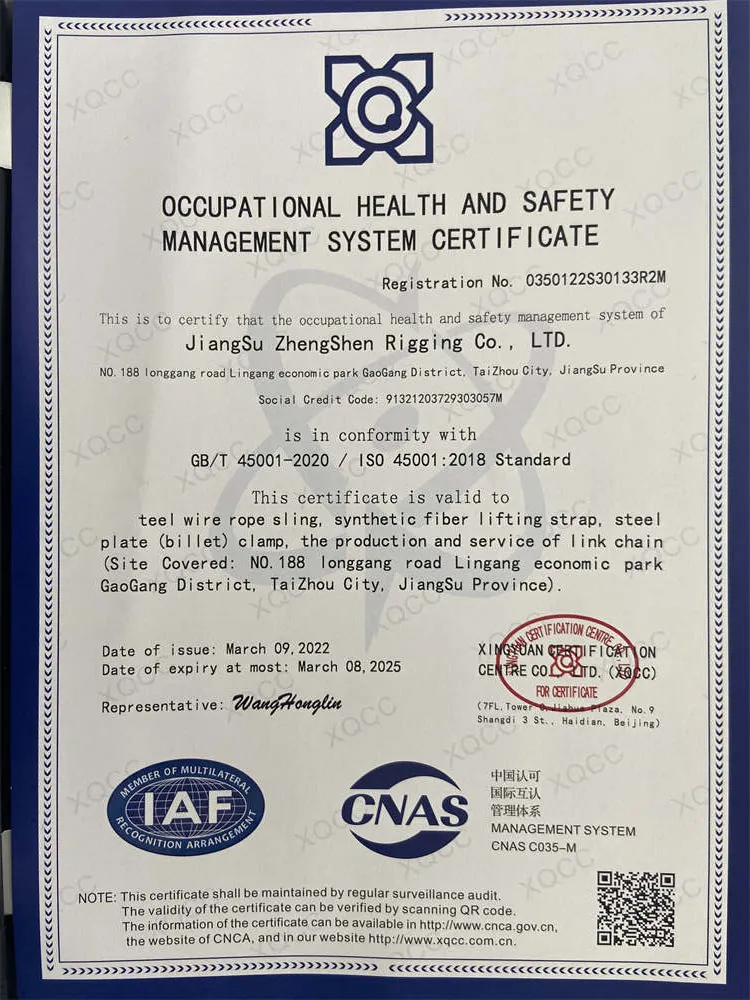 OCCUPATIONAL HEALTH AND SAFETY
MANAGEMENT SYSTEM CERTIFICATE
Registration No. 0350122S30133R2M
This is to certify that the occupational health and safety management system of
JiangSu ZhengShen Rigging Co., LTD.
NO.188 longgang road Lingang economic park GaoGang District, TaiZhou City, JiangSu Province
Social Credit Code: 91321203729303057M
is in conformity with
GB/T 45001-2020 / ISO 45001:2018 Standard
This certificate is valid to
teel wire rope sling, synthetic fiber lifting strap, steel
plate (billet) clamp, the production and service of link chain
(Site Covered: NO.188 longgang road Lingang economic park
GaoGang District, TaiZhou City, JiangSu Province).
Date of issue: March 09, 2022
Date of expiry at most: March 08, 2025
Representative: WangHonglin
XINGYUAN CERTIFICATION
CENTRE CO., LTD. (XQCC)
FOR CERTIFICATE
(7FL, Tower C, Jiahua Plaza, No. 9
Shangdi 3 St., Haidian, Beijing)
MEMBER OF MULTILATERAL
IAF
RECOGNITION ARRANGEMENT
CNAS
中国认可
国际互认
管理体系
MANAGEMENT SYSTEM
CNAS C035-M
NOTE: This certificate shall be maintained by regular surveillance audit.
The validity of the certificate can be verified by scanning QR code.
The information of the certificate can be available in http://www.cnca.gov.cn,
the website of CNCA, and in our website http://www.xqcc.com.cn.